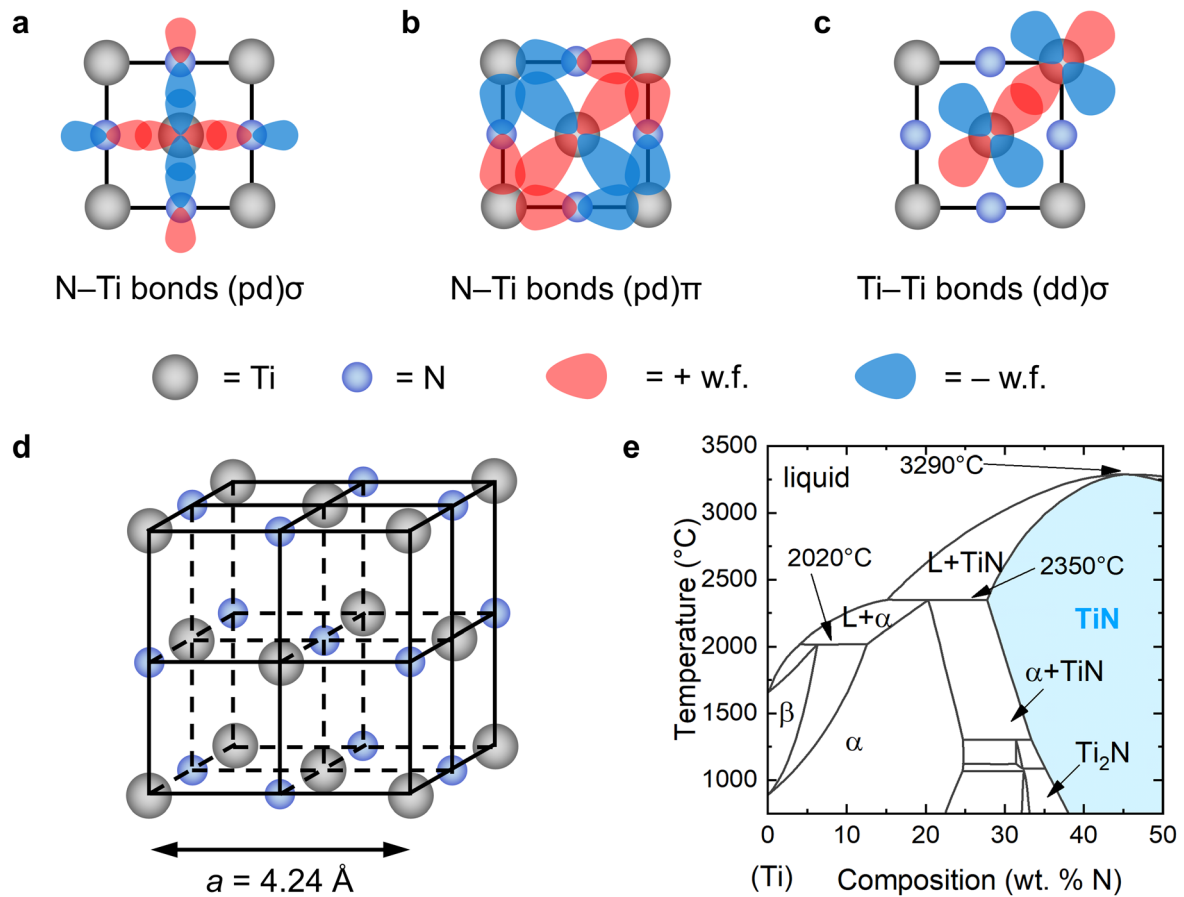 a
b
c
N–Ti bonds (pd)σ
N–Ti bonds (pd)π
Ti–Ti bonds (dd)σ
= Ti
= N
= + w.f.
= – w.f.
d
a = 4.24 Å
e
3500
3000
2500
2000
1500
1000
Temperature (°C)
liquid
3290°C
2020°C
L+TiN
2350°C
L+α
TiN
α+TiN
β
α
Ti₂N
0
10
20
30
40
50
(Ti)
Composition (wt. % N)